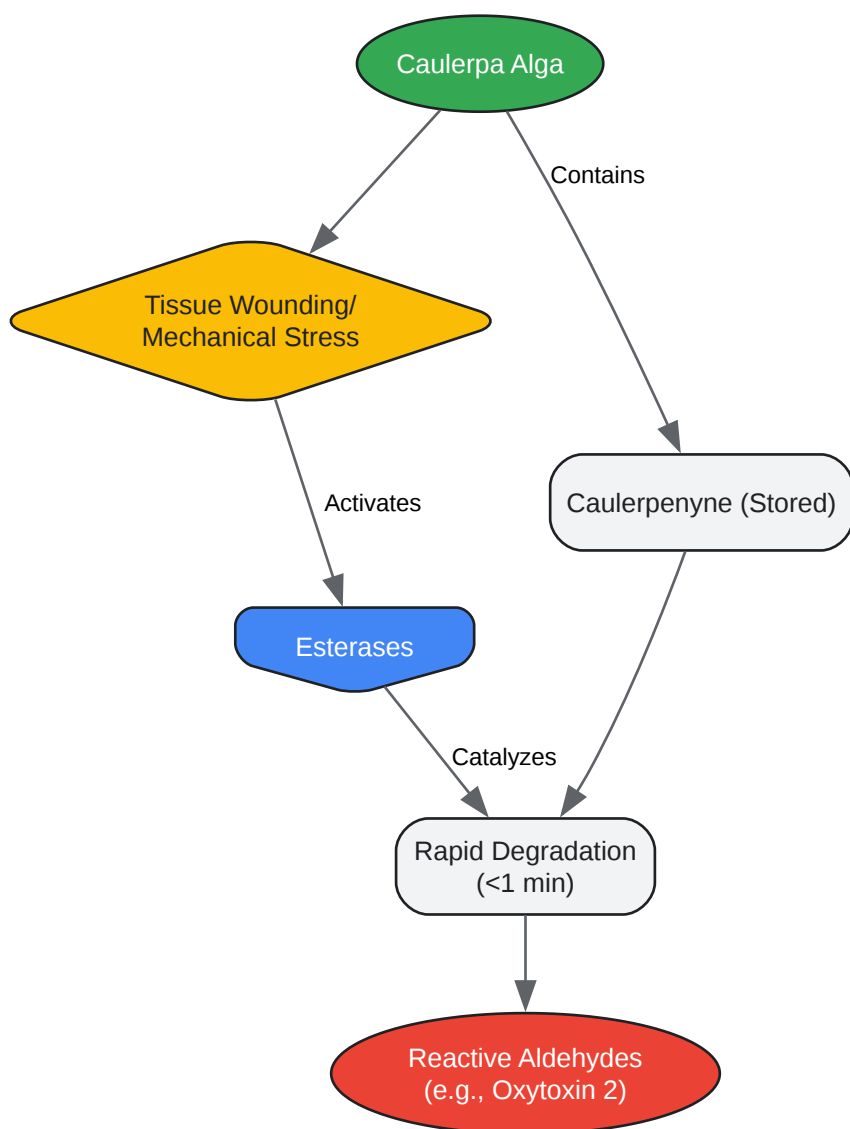 Caulerpa Alga
Contains
Tissue Wounding/
Mechanical Stress
Activates
Caulerpenyne (Stored)
Esterases
Catalyzes
Rapid Degradation
(<1 min)
Reactive Aldehydes
(e.g., Oxytoxin 2)